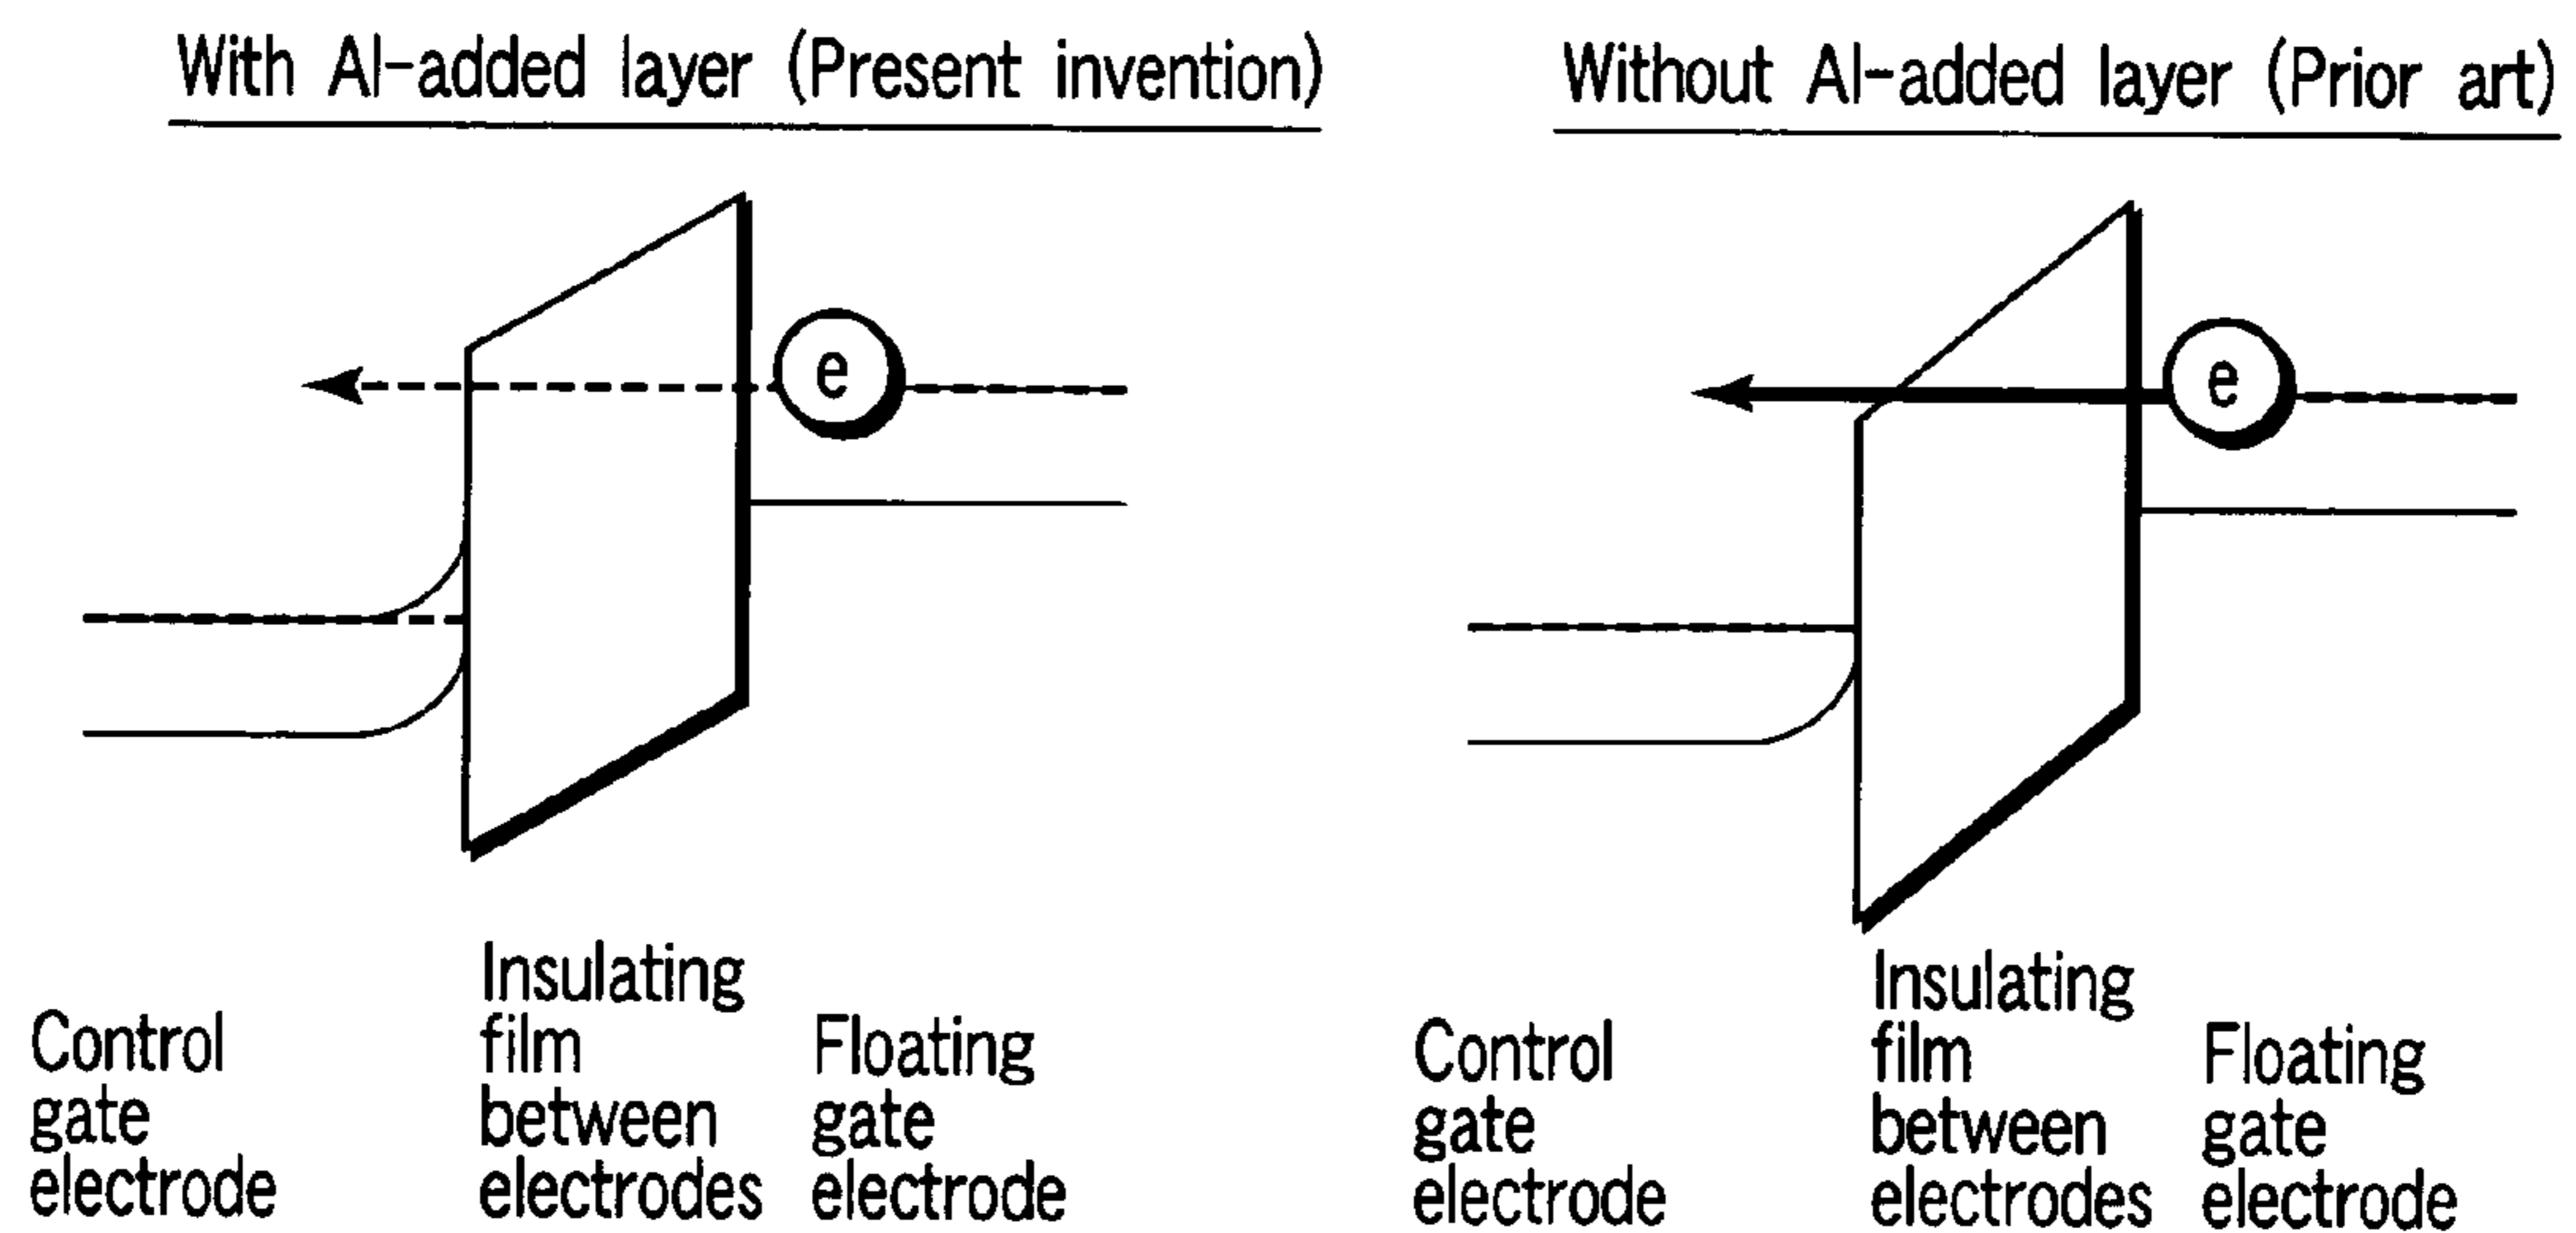 With Al-added layer (Present invention)
e
Control
gate
electrode
Insulating
film
between
electrodes
Floating
gate
electrode
Without Al-added layer (Prior art)
e
Control
gate
electrode
Insulating
film
between
electrodes
Floating
gate
electrode